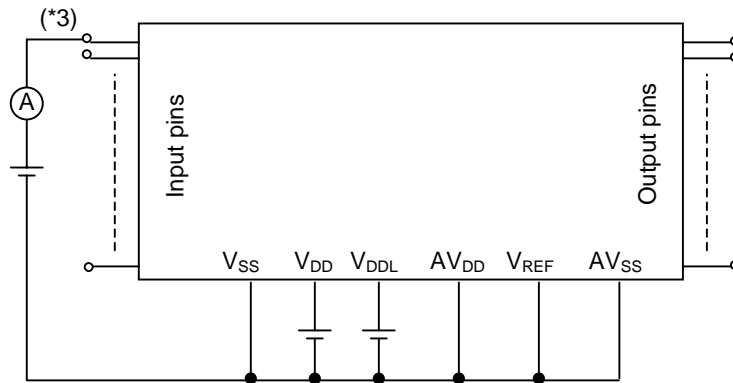 (*3)
A
Input pins
Output pins
VSS VDD VDDL AVDD VREF AVSS